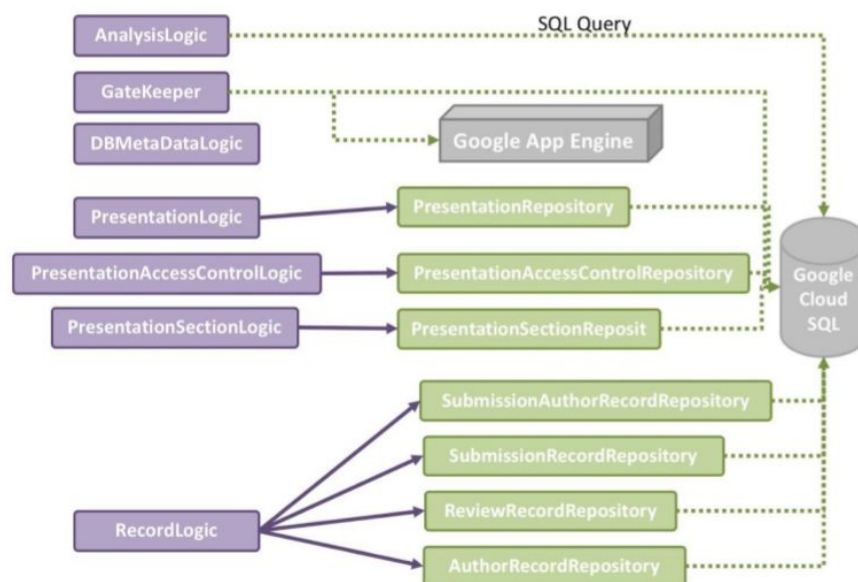 AnalysisLogic
SQL Query
GateKeeper
Google App Engine
DBMetaDataLogic
PresentationLogic
PresentationRepository
PresentationAccessControlLogic
PresentationAccessControlRepository
Google
Cloud
SQL
PresentationSectionLogic
PresentationSectionReposit
SubmissionAuthorRecordRepository
SubmissionRecordRepository
RecordLogic
ReviewRecordRepository
AuthorRecordRepository